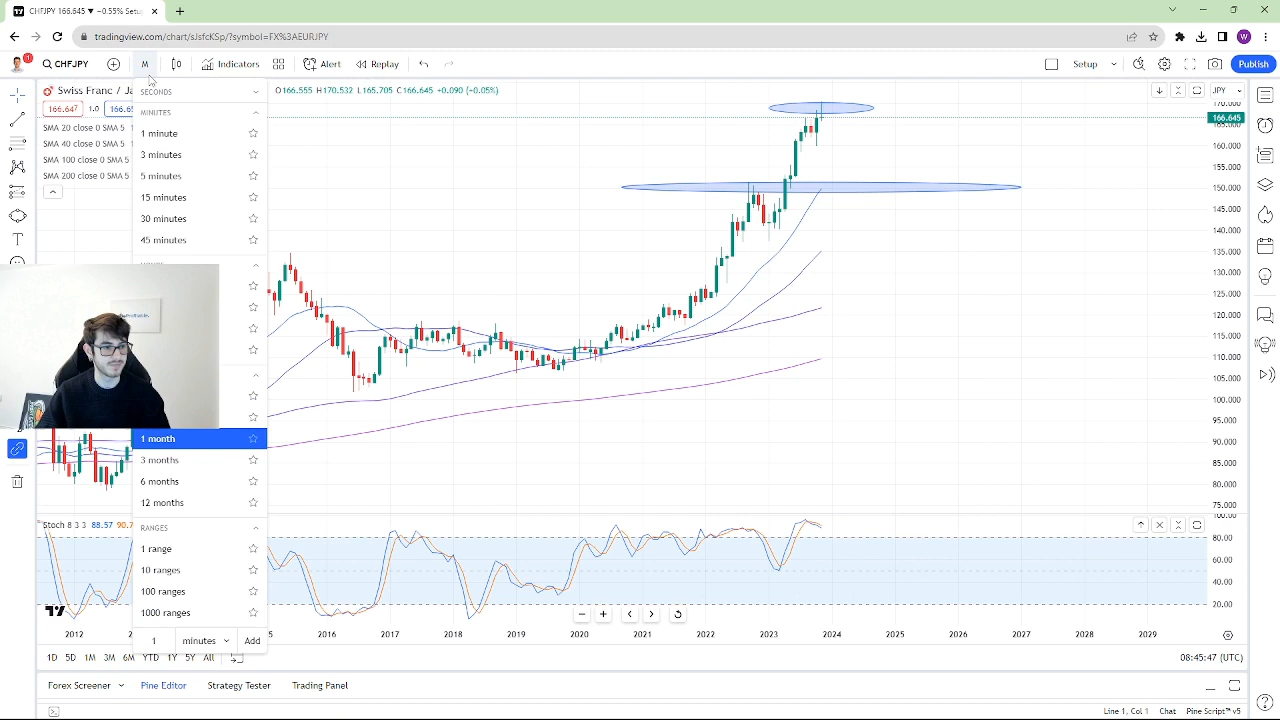 CHFJPY 166.645 ▼ −0.55% Setu
tradingview.com/chart/sJsfcKSp/?symbol=FX%3AEURJPY
W
11
CHFJPY
M
Indicators
Alert
Replay
Setup
Publish
Swiss Franc / Ja
O166.555 H170.532 L165.705 C166.645 +0.090 (+0.05%)
JPY
166.647
1.0
166.65
SMA 20 close 0 SMA 5
SMA 40 close 0 SMA 5
SMA 100 close 0 SMA 5
SMA 200 close 0 SMA 5
SECONDS
MINUTES
1 minute
3 minutes
5 minutes
15 minutes
30 minutes
45 minutes
1 month
3 months
6 months
12 months
RANGES
1 range
10 ranges
100 ranges
1000 ranges
1
minutes
Add
170.000
166.645
165.000
160.000
155.000
150.000
145.000
140.000
135.000
130.000
125.000
120.000
115.000
110.000
105.000
100.000
95.000
90.000
85.000
80.000
75.000
Stoch 8 3 3 88.57 90.7
100.00
80.00
60.00
40.00
20.00
2012
2016
2017
2018
2019
2020
2021
2022
2023
2024
2025
2026
2027
2028
2029
1D 5D 1M 3M 6M YTD 1Y 5Y All
08:45:47 (UTC)
Forex Screener
Pine Editor
Strategy Tester
Trading Panel
Line 1, Col 1
Chat
Pine Script™ v5